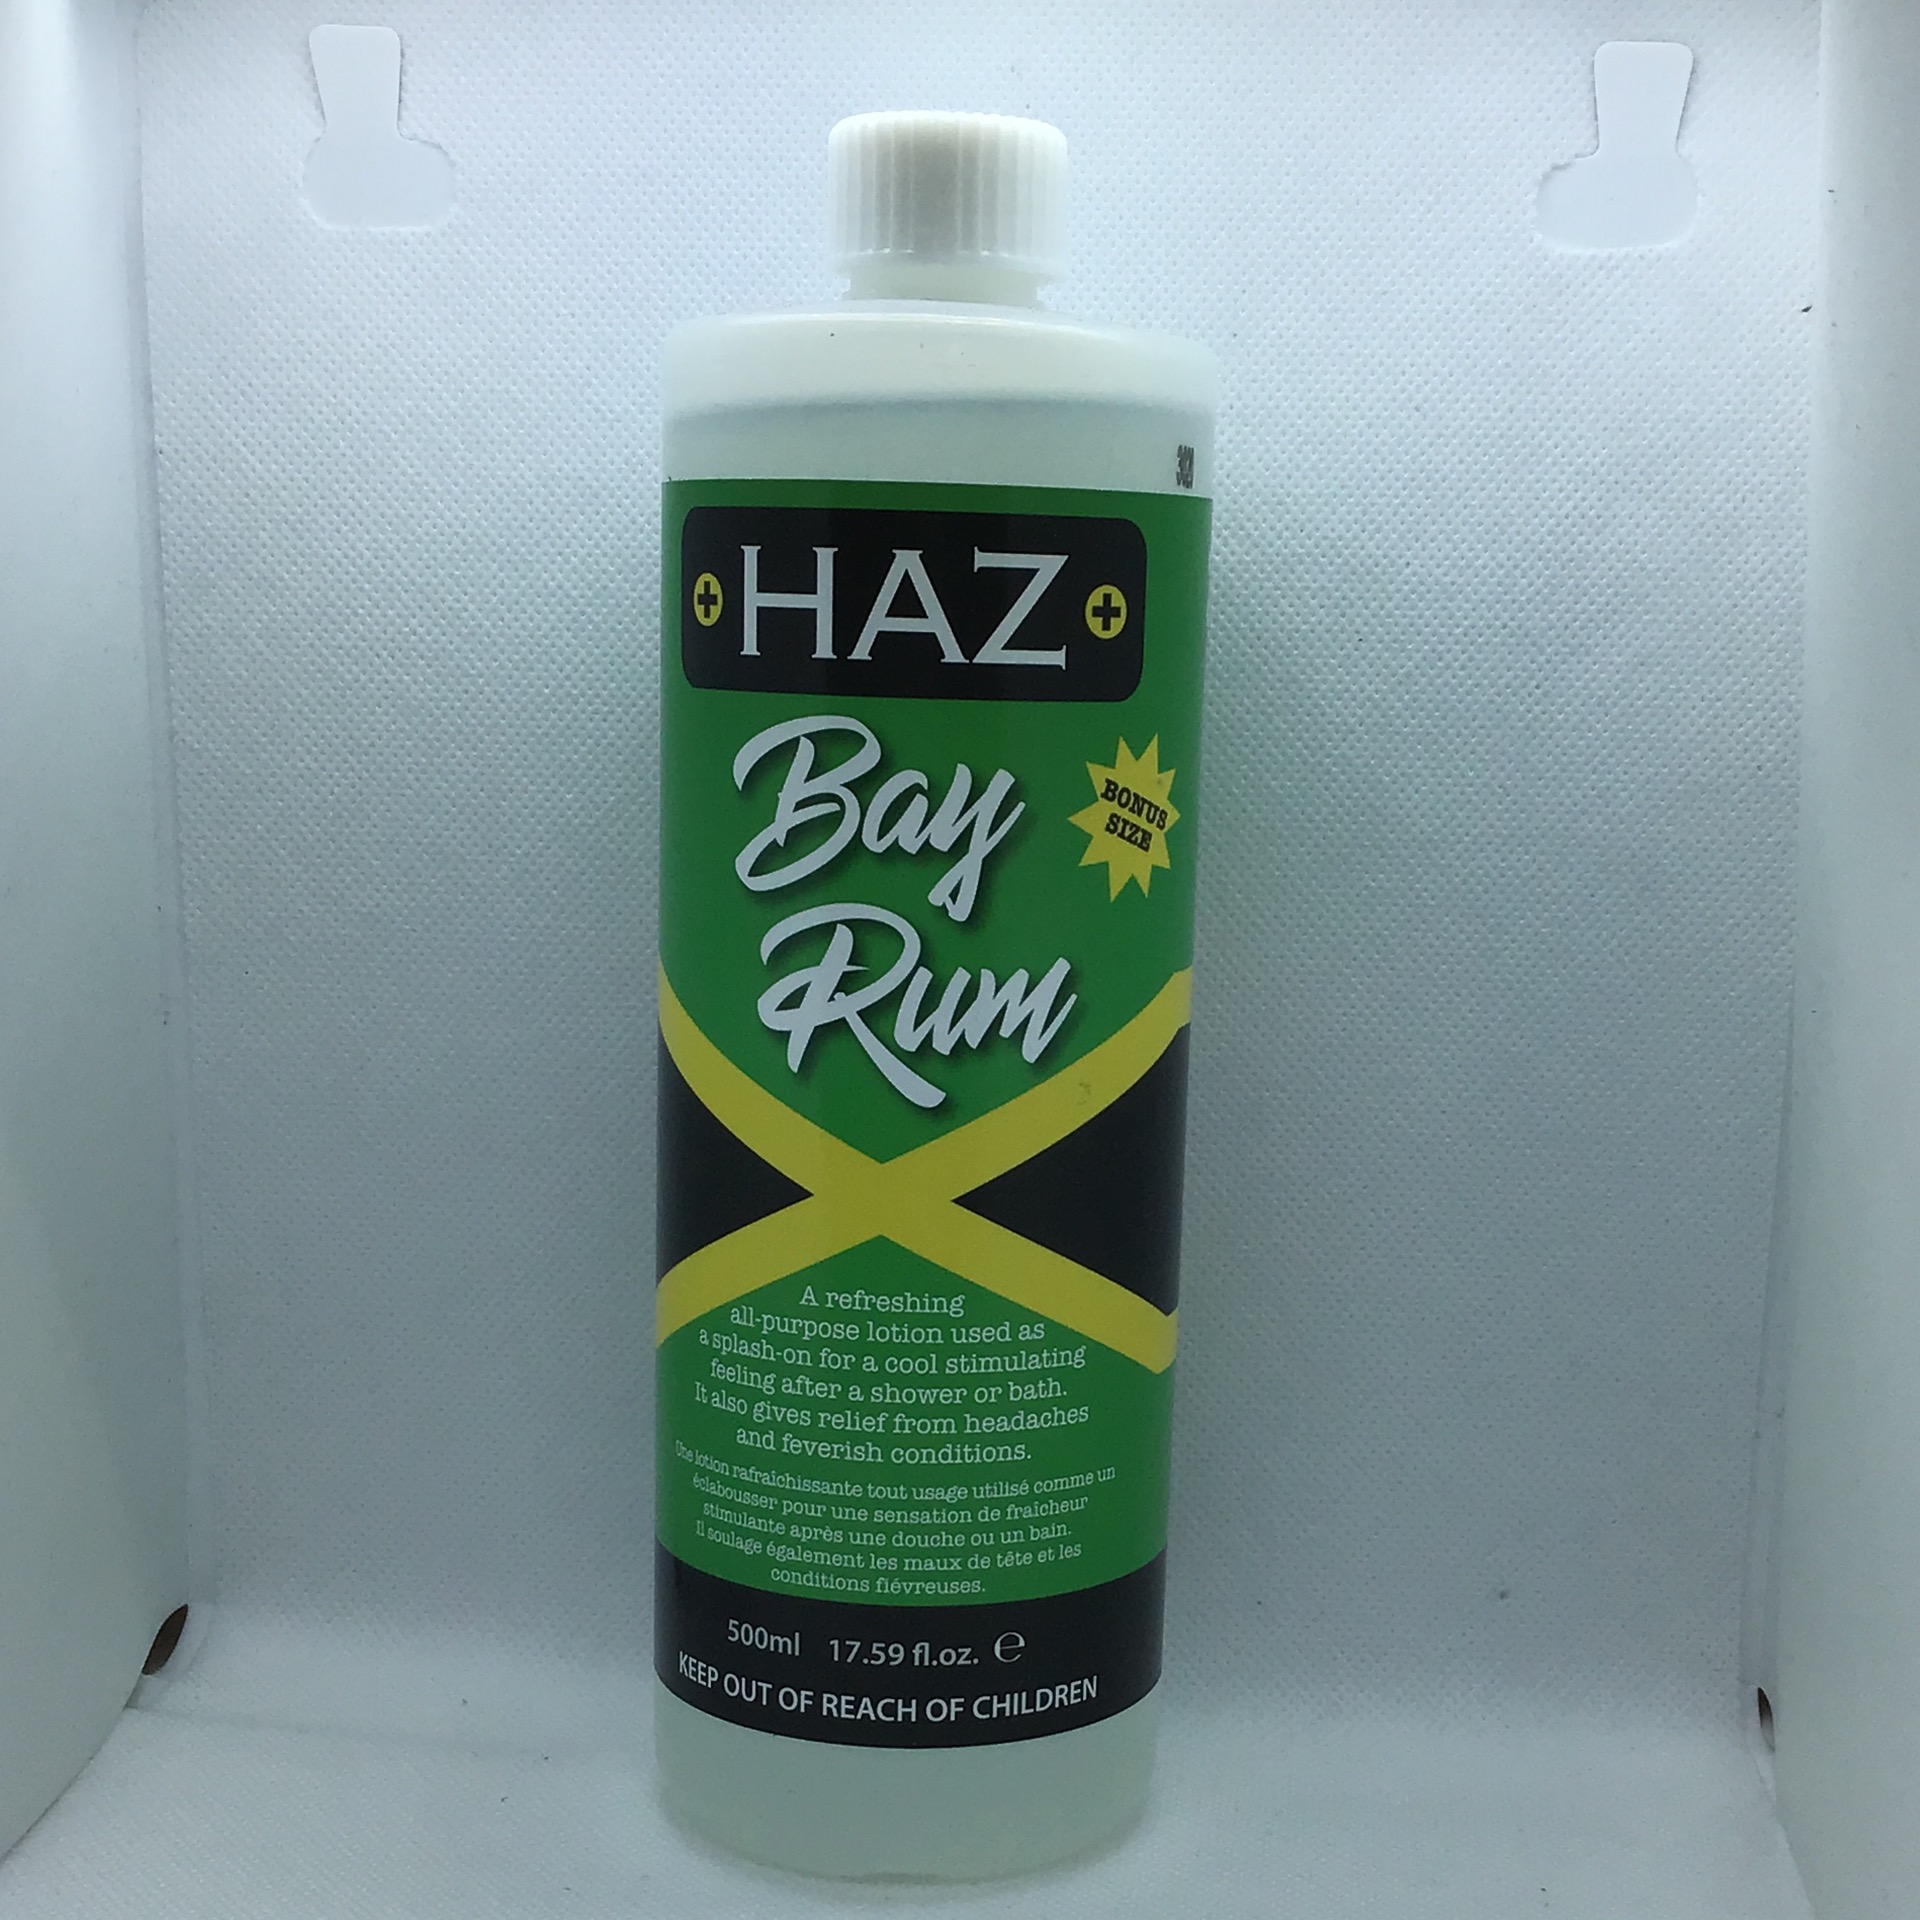 3020
HAZ
Bay
Rum
BONUS
SIZE
A refreshing
all-purpose lotion used as
a splash-on for a cool stimulating
feeling after a shower or bath.
It also gives relief from headaches
and feverish conditions.
Une lotion rafraîchissante tout usage utilisé comme un
éclabousser pour une sensation de fraîcheur
stimulante après une douche ou un bain.
Il soulage également les maux de tête et les
conditions fiévreuses.
500ml 17.59 fl.oz. ℮
KEEP OUT OF REACH OF CHILDREN